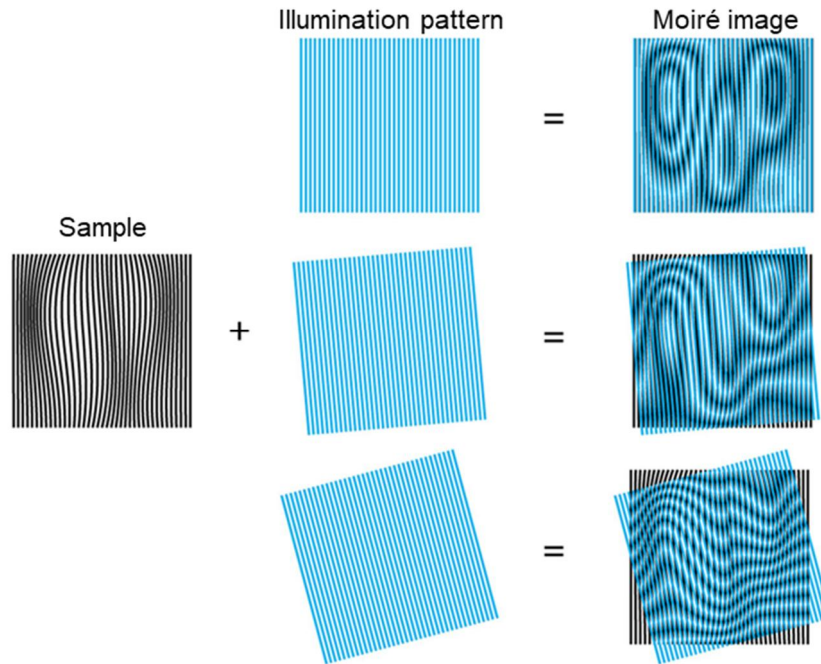 Illumination pattern
Moiré image
=
Sample
+
=
=